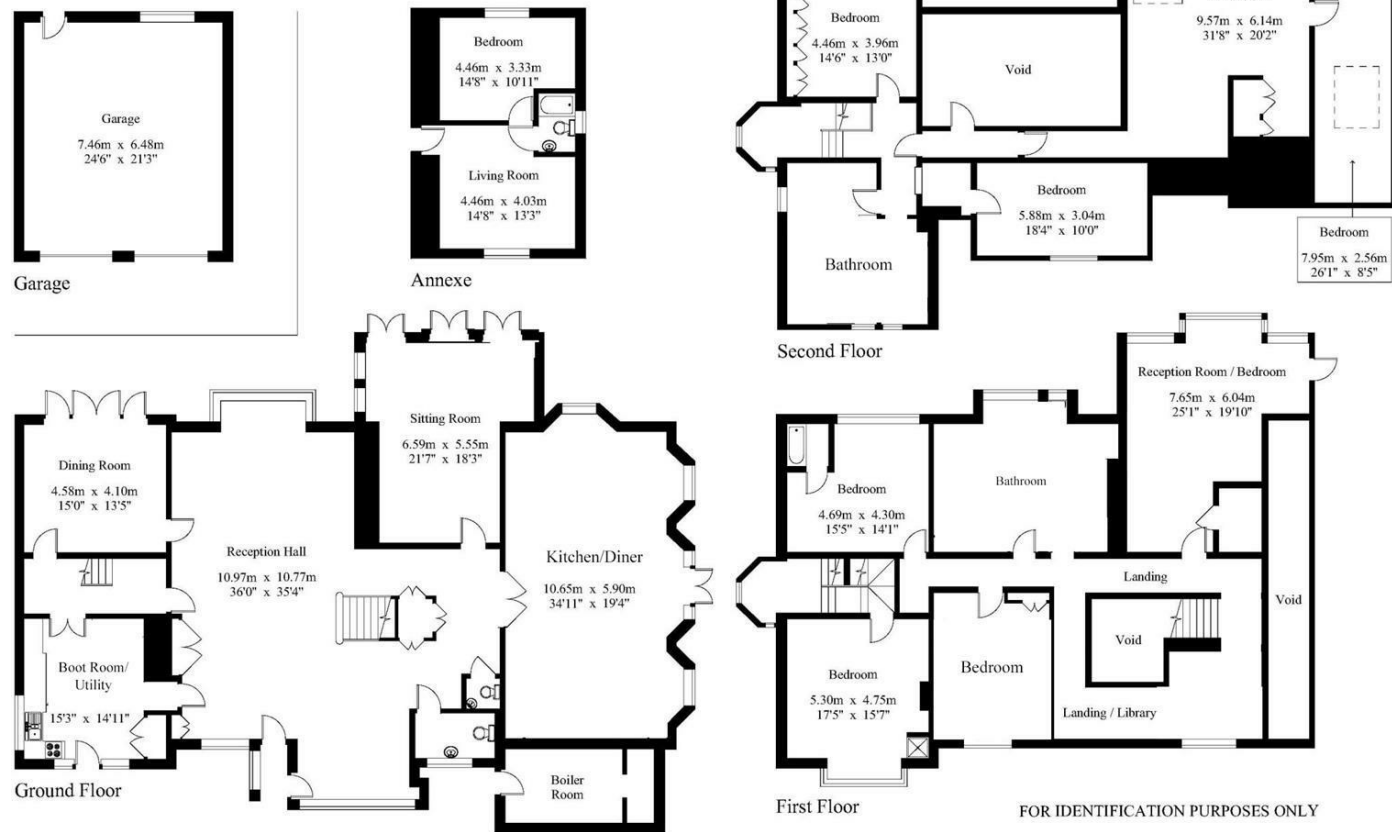 Garage
7.46m x 6.48m
24'6" x 21'3"
Garage
Bedroom
4.46m x 3.33m
14'8" x 10'11"
Living Room
4.46m x 4.03m
14'8" x 13'3"
Annexe
Bedroom
4.46m x 3.96m
14'6" x 13'0"
Void
9.57m x 6.14m
31'8" x 20'2"
Bedroom
5.88m x 3.04m
18'4" x 10'0"
Bedroom
7.95m x 2.56m
26'1" x 8'5"
Bathroom
Second Floor
Dining Room
4.58m x 4.10m
15'0" x 13'5"
Reception Hall
10.97m x 10.77m
36'0" x 35'4"
Sitting Room
6.59m x 5.55m
21'7" x 18'3"
Kitchen/Diner
10.65m x 5.90m
34'11" x 19'4"
Boot Room/
Utility
15'3" x 14'11"
Boiler
Room
Ground Floor
Reception Room / Bedroom
7.65m x 6.04m
25'1" x 19'10"
Bedroom
4.69m x 4.30m
15'5" x 14'1"
Bathroom
Landing
Void
Void
Bedroom
5.30m x 4.75m
17'5" x 15'7"
Bedroom
Landing / Library
First Floor
FOR IDENTIFICATION PURPOSES ONLY